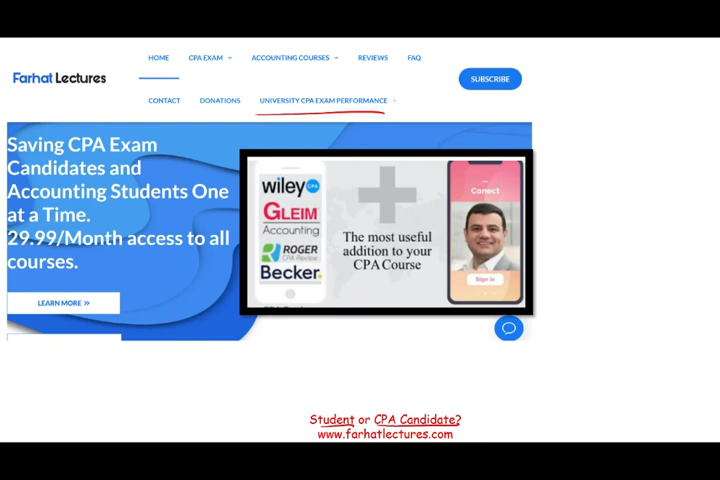 HOME CPA EXAM ACCOUNTING COURSES REVIEWS FAQ
Farhat Lectures
SUBSCRIBE
CONTACT DONATIONS UNIVERSITY CPA EXAM PERFORMANCE
Saving CPA Exam
Candidates and
Accounting Students One
at a Time.
29.99/Month access to all
courses.
LEARN MORE »
wiley CPA
GLEIM
Accounting
ROGER
CPA Review
Becker.
The most useful
addition to your
CPA Course
Conect
Sign in
Student or CPA Candidate?
www.farhatlectures.com